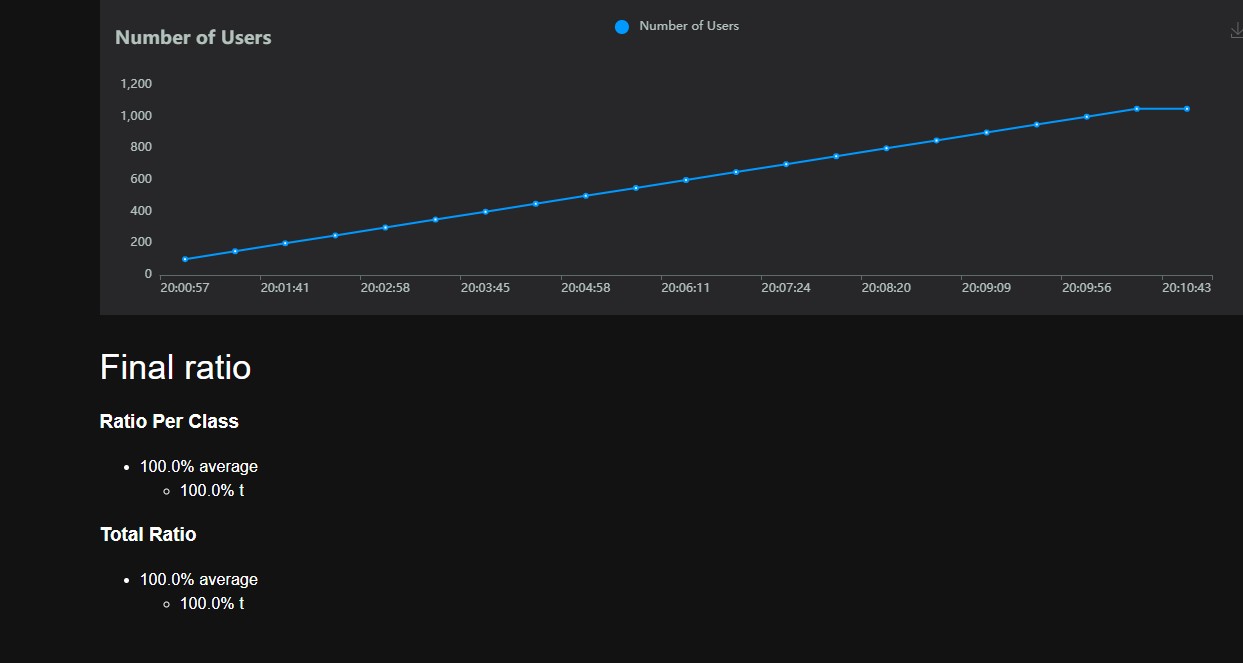 Number of Users
Number of Users
1,200
1,000
800
600
400
200
0
20:00:57 20:01:41 20:02:58 20:03:45 20:04:58 20:06:11 20:07:24 20:08:20 20:09:09 20:09:56 20:10:43
Final ratio
Ratio Per Class
100.0% average
100.0% t
Total Ratio
100.0% average
100.0% t